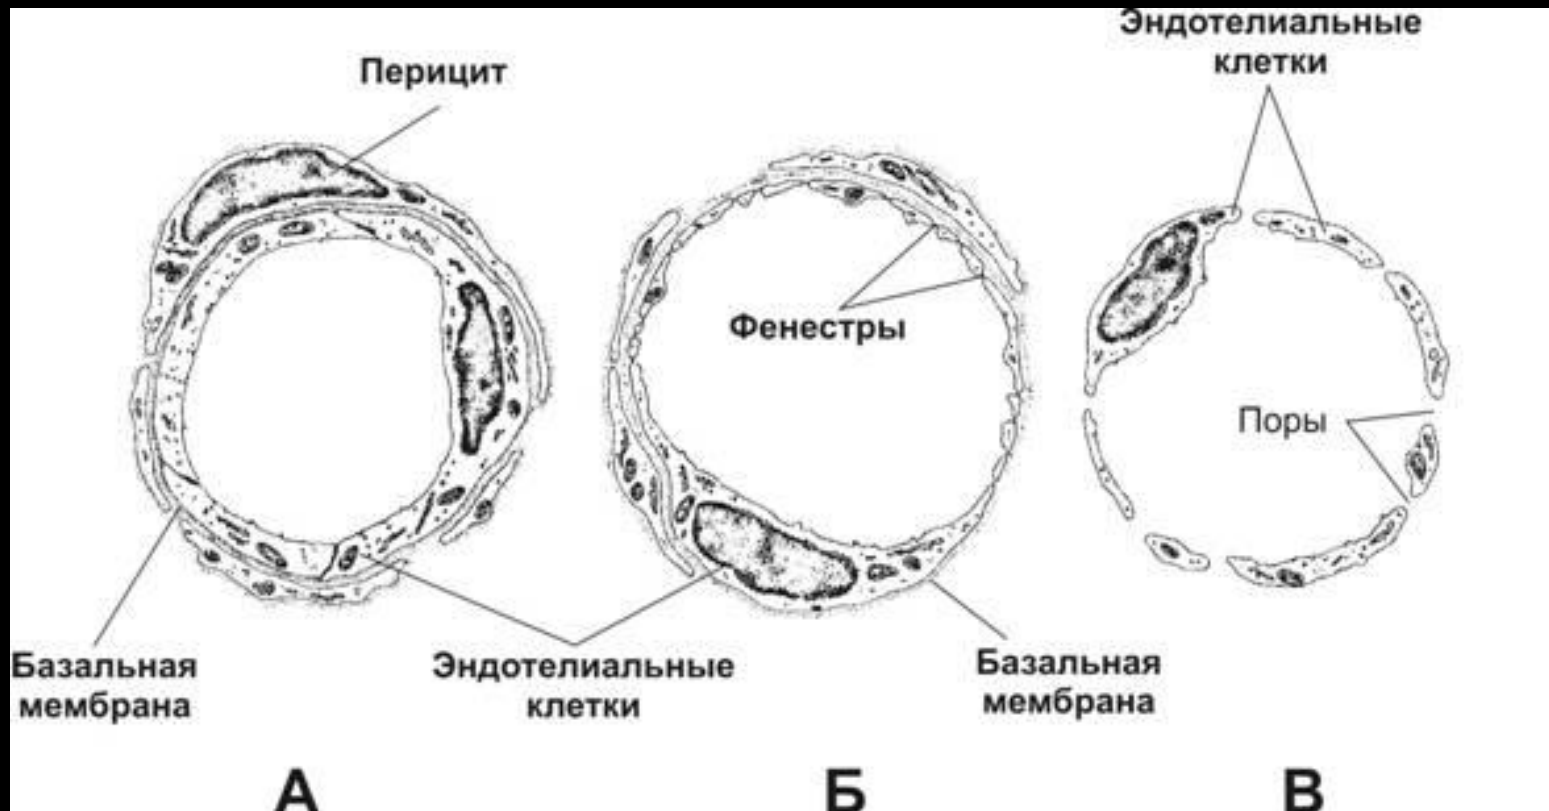 Эндотелиальные
клетки
Перицит
Фенестры
Поры
Базальная
мембрана
Эндотелиальные
клетки
Базальная
мембрана
А
Б
В